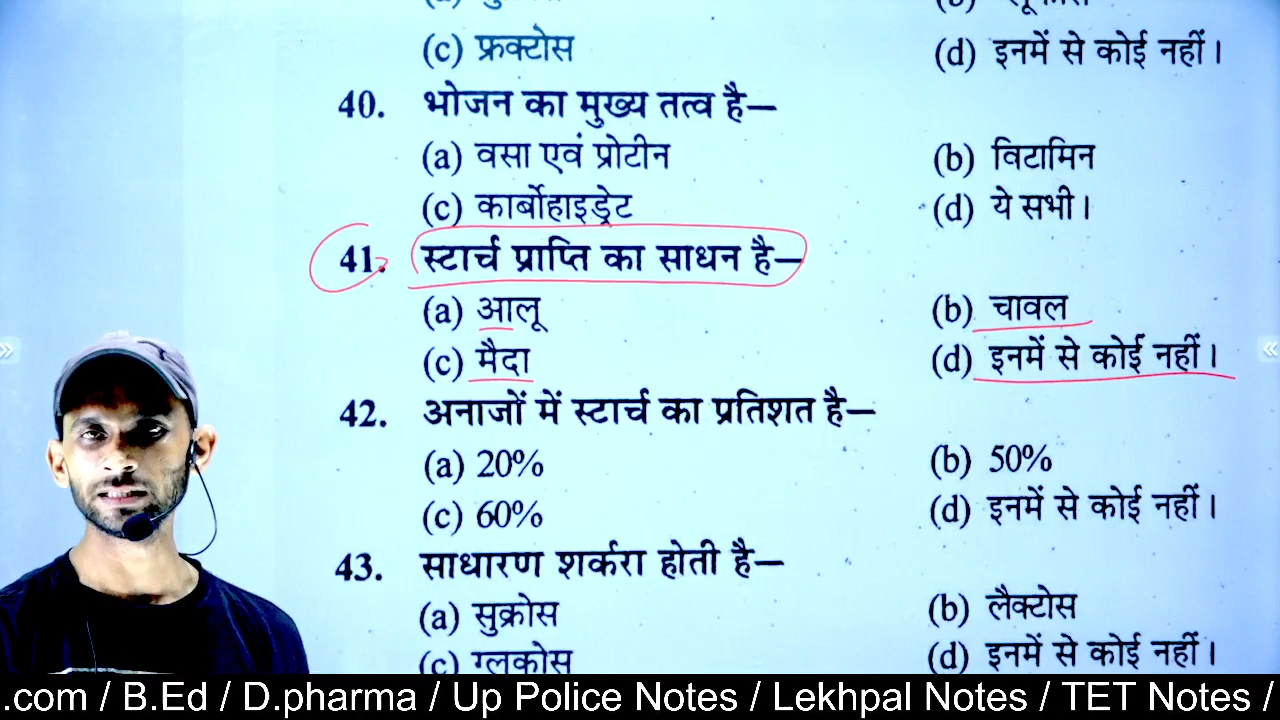 (c) फ्रक्टोस (d) इनमें से कोई नहीं।
40. भोजन का मुख्य तत्व है—
(a) वसा एवं प्रोटीन (b) विटामिन
(c) कार्बोहाइड्रेट (d) ये सभी।
41. स्टार्च प्राप्ति का साधन है—
(a) आलू (b) चावल
(c) मैदा (d) इनमें से कोई नहीं।
42. अनाजों में स्टार्च का प्रतिशत है—
(a) 20% (b) 50%
(c) 60% (d) इनमें से कोई नहीं।
43. साधारण शर्करा होती है—
(a) सुक्रोस (b) लैक्टोस
(c) ग्लूकोस (d) इनमें से कोई नहीं।
.com / B.Ed / D.pharma / Up Police Notes / Lekhpal Notes / TET Notes /